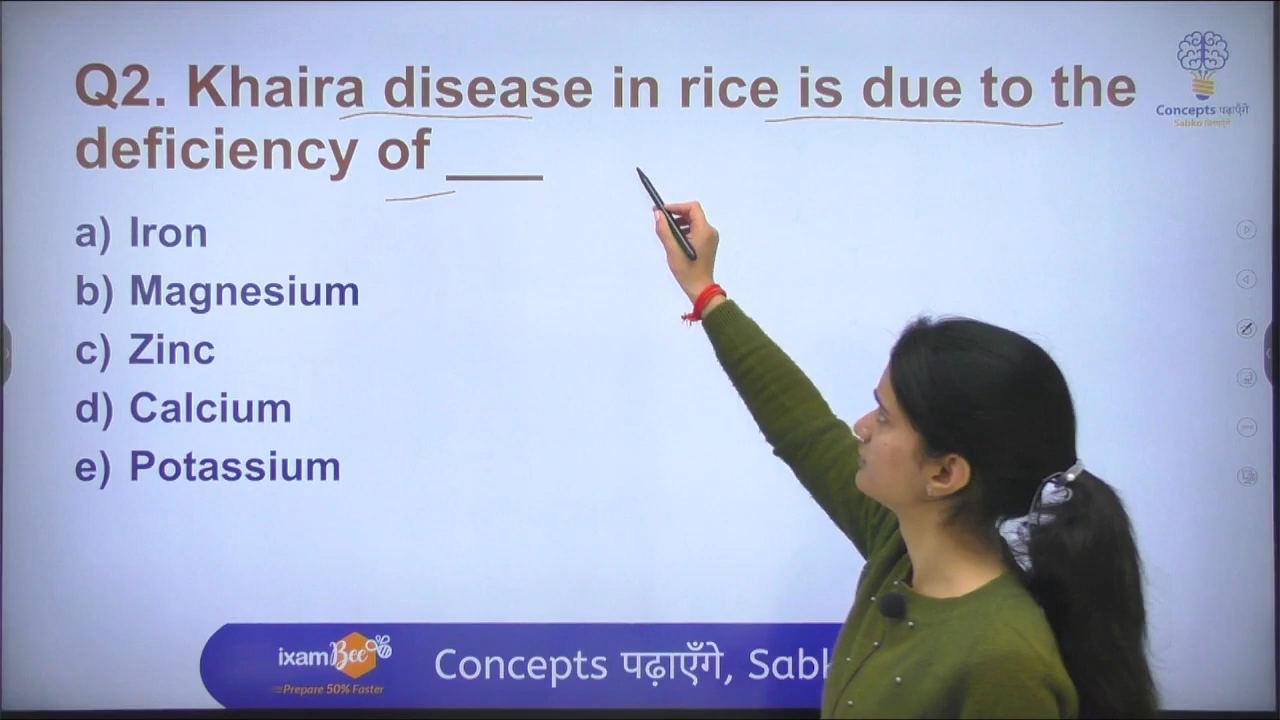 Q2. Khaira disease in rice is due to the
deficiency of ____
a) Iron
b) Magnesium
c) Zinc
d) Calcium
e) Potassium
Concepts पढ़ाएँगे
ixamBee
Prepare 50% Faster
Concepts पढ़ाएँगे, Sab